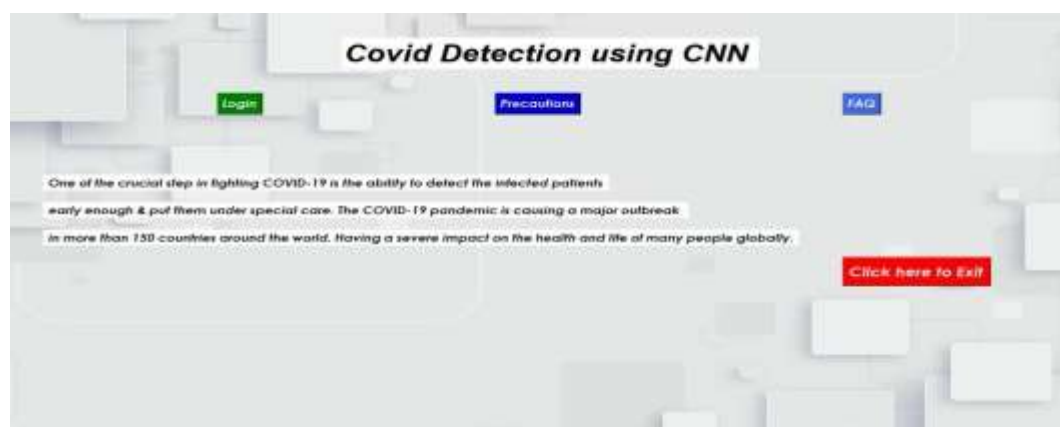 Covid Detection using CNN
Login
Precautions
FAQ
One of the crucial step in fighting COVID-19 is the ability to detect the infected patients
early enough & put them under special care. The COVID-19 pandemic is causing a major outbreak
in more than 150 countries around the world. Having a severe impact on the health and life of many people globally.
Click here to Exit